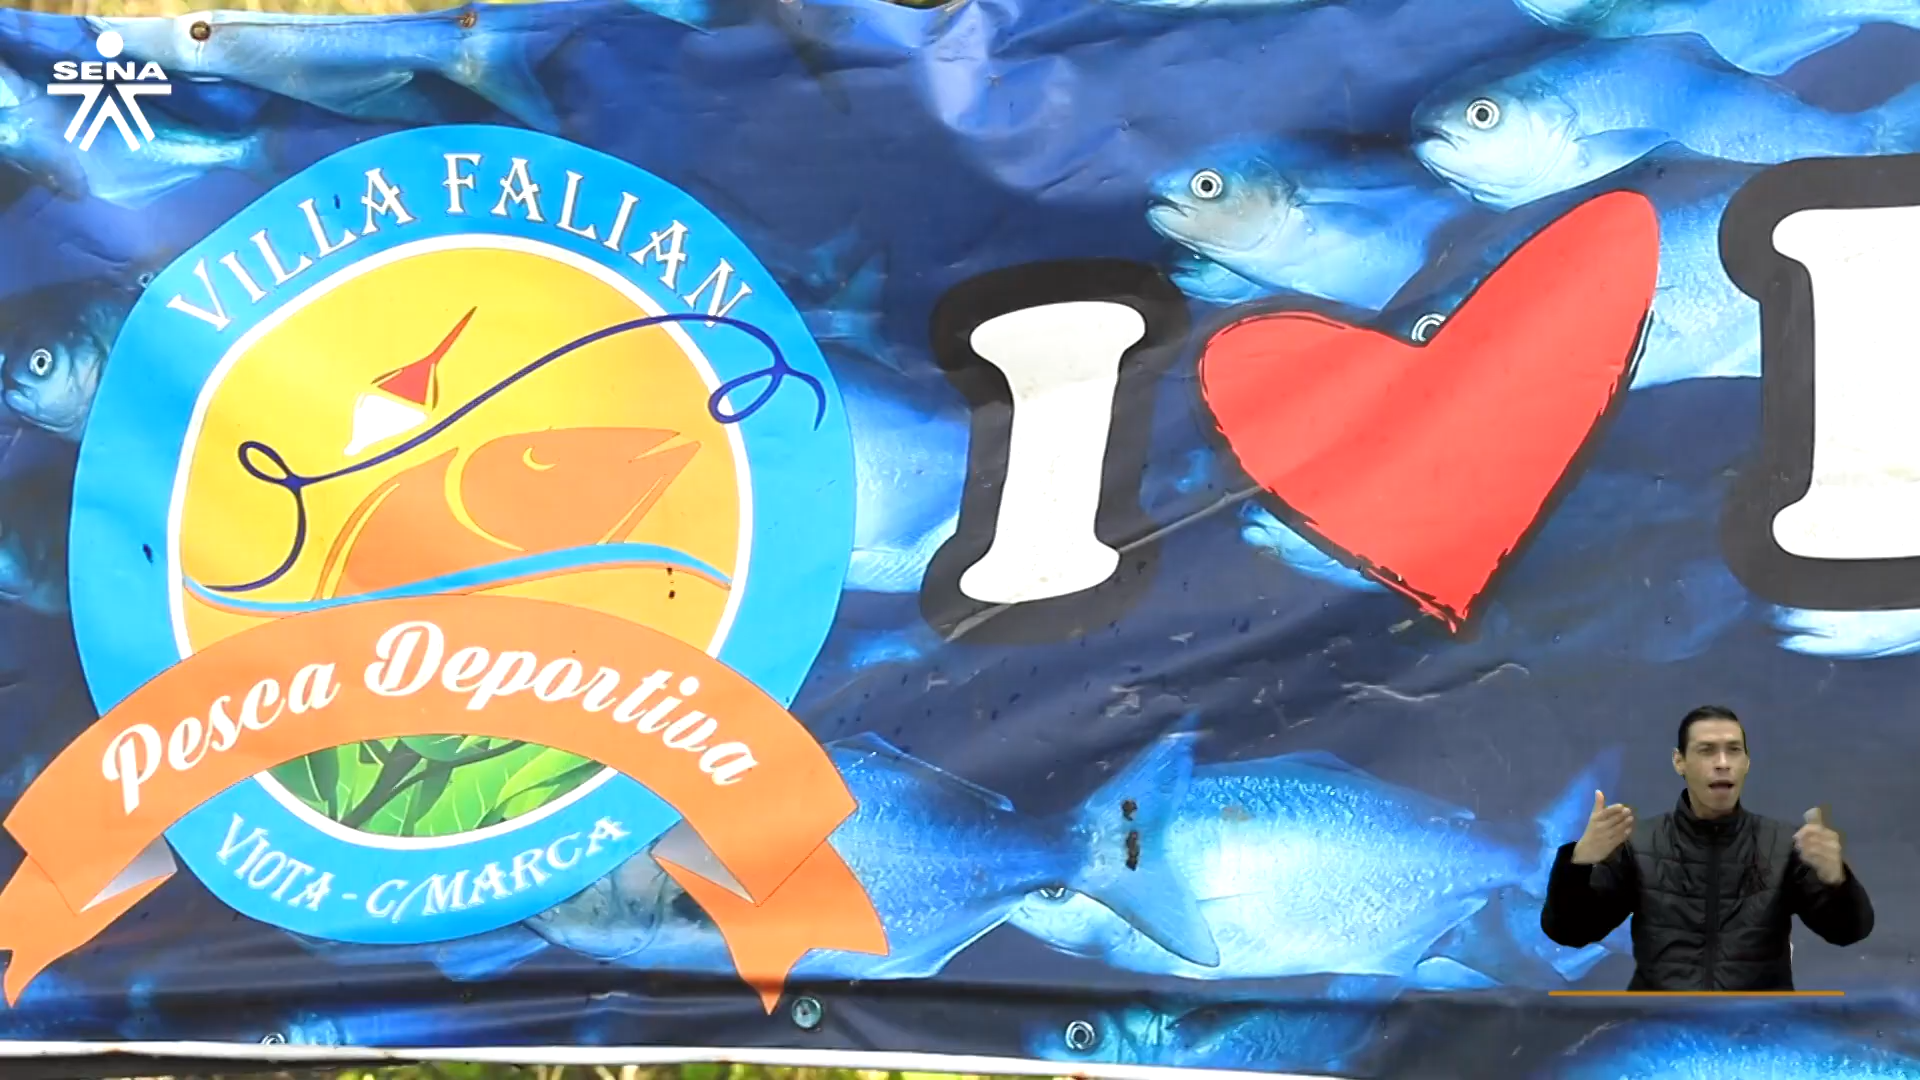 SENA
VILLA FALIAN
Pesca Deportiva
VIOTA - C/MARCA
I